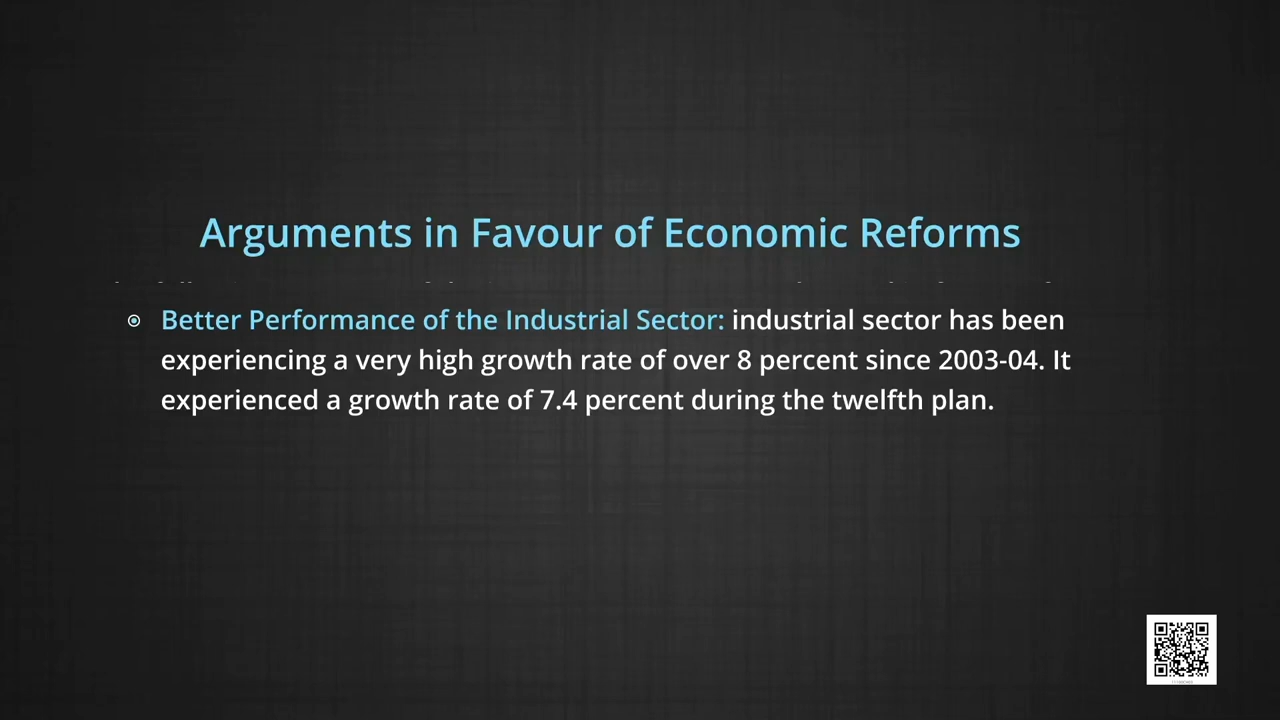 Arguments in Favour of Economic Reforms
Better Performance of the Industrial Sector: industrial sector has been
experiencing a very high growth rate of over 8 percent since 2003-04. It
experienced a growth rate of 7.4 percent during the twelfth plan.